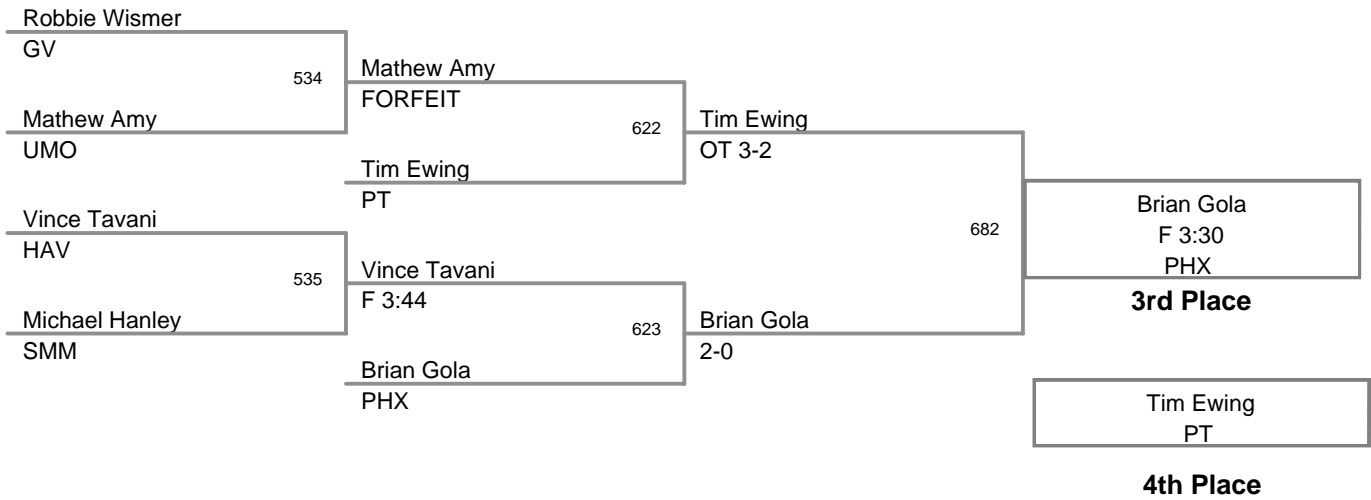 Robbie Wismer
GV
534
Mathew Amy
FORFEIT
Mathew Amy
UMO
622
Tim Ewing
OT 3-2
Tim Ewing
PT
Vince Tavani
HAV
535
Vince Tavani
F 3:44
Michael Hanley
SMM
623
Brian Gola
2-0
Brian Gola
PHX
682
Brian Gola
F 3:30
PHX
3rd Place
Tim Ewing
PT
4th Place